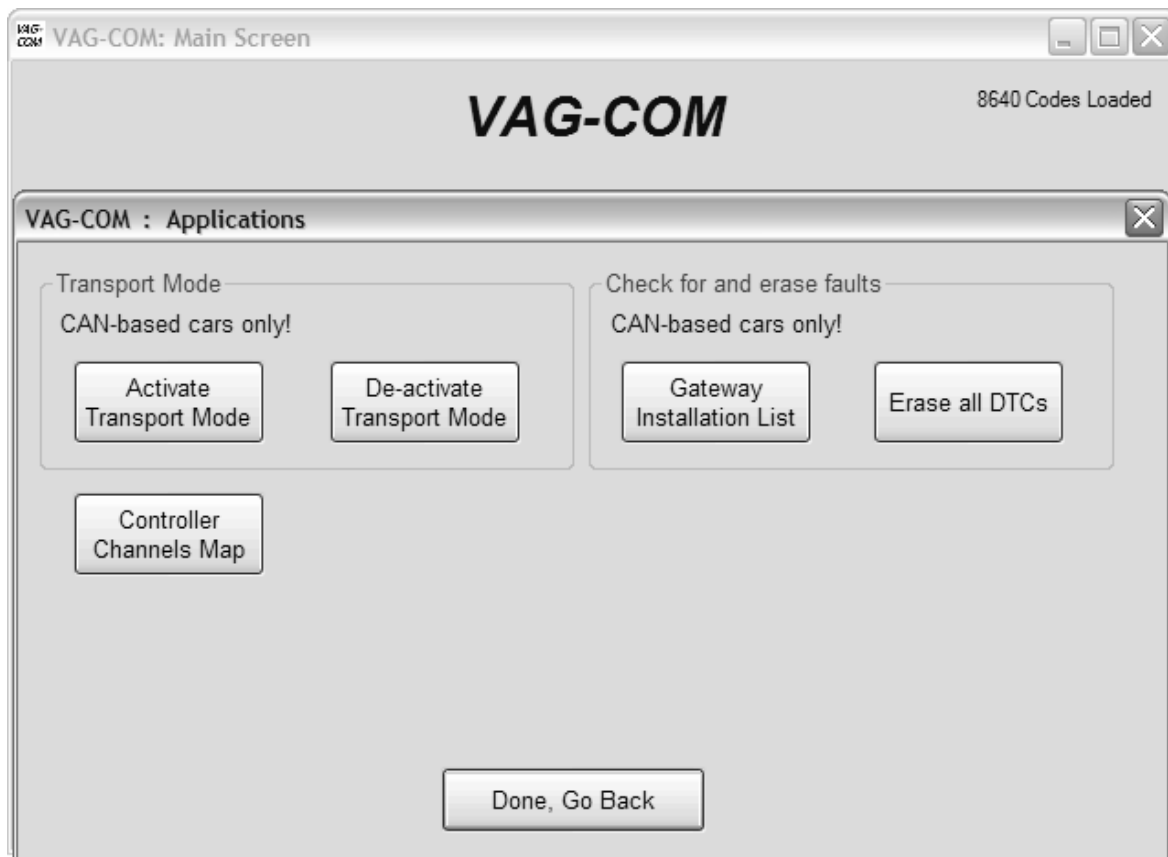 VAG-COM
VAG-COM: Main Screen
VAG-COM
8640 Codes Loaded
VAG-COM : Applications
Transport Mode
CAN-based cars only!
Activate
Transport Mode
De-activate
Transport Mode
Check for and erase faults
CAN-based cars only!
Gateway
Installation List
Erase all DTCs
Controller
Channels Map
Done, Go Back